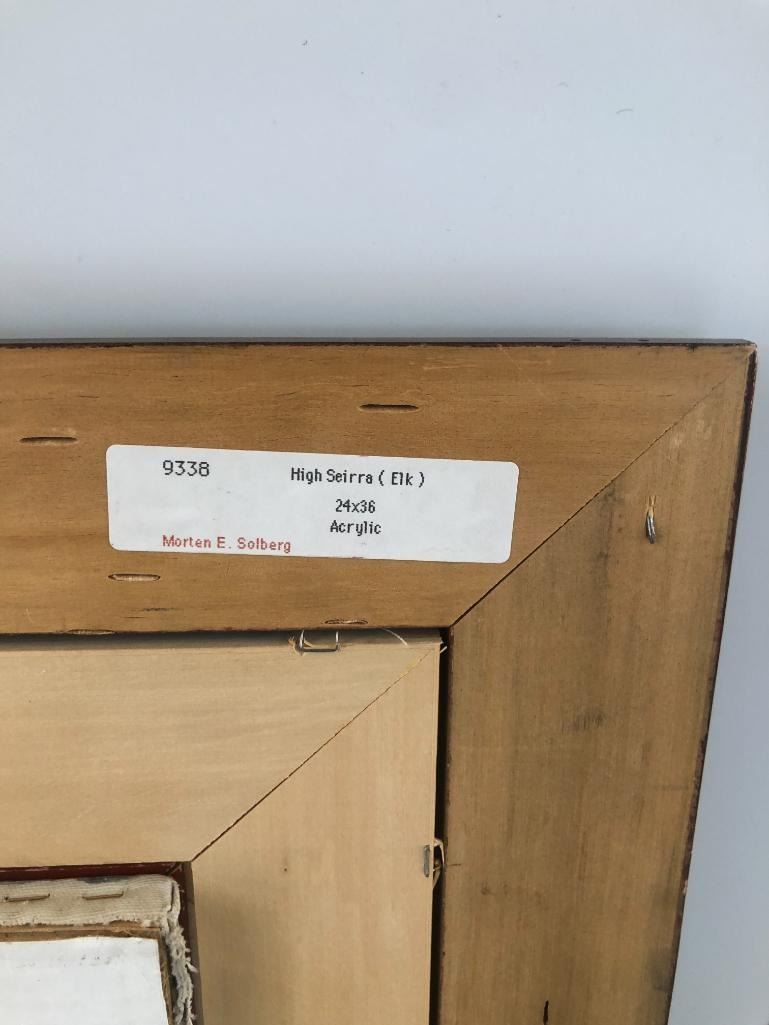 9338 High Seirra ( Elk )
24x36
Acrylic
Morten E. Solberg